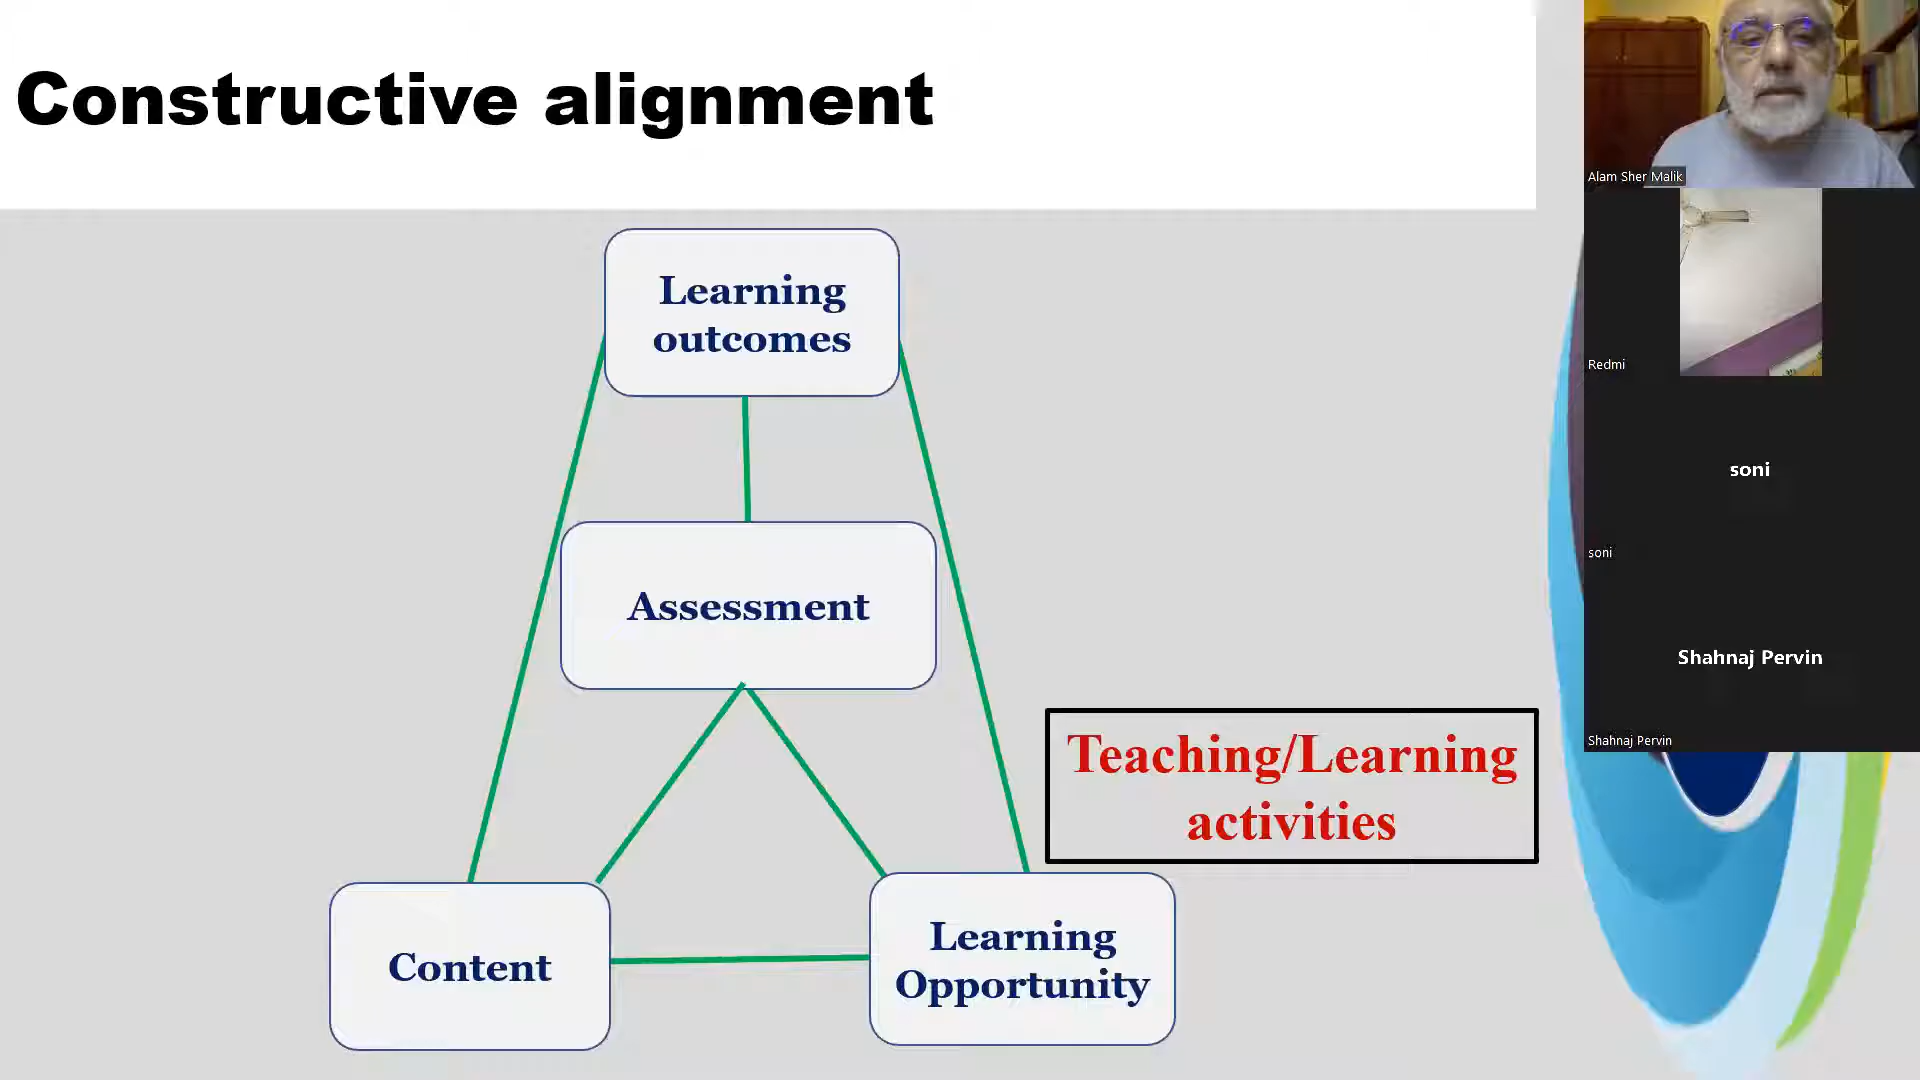 Constructive alignment
Learning
outcomes
Assessment
Teaching/Learning
activities
Content
Learning
Opportunity
Alam Sher Malik
Redmi
soni
soni
Shahnaj Pervin
Shahnaj Pervin